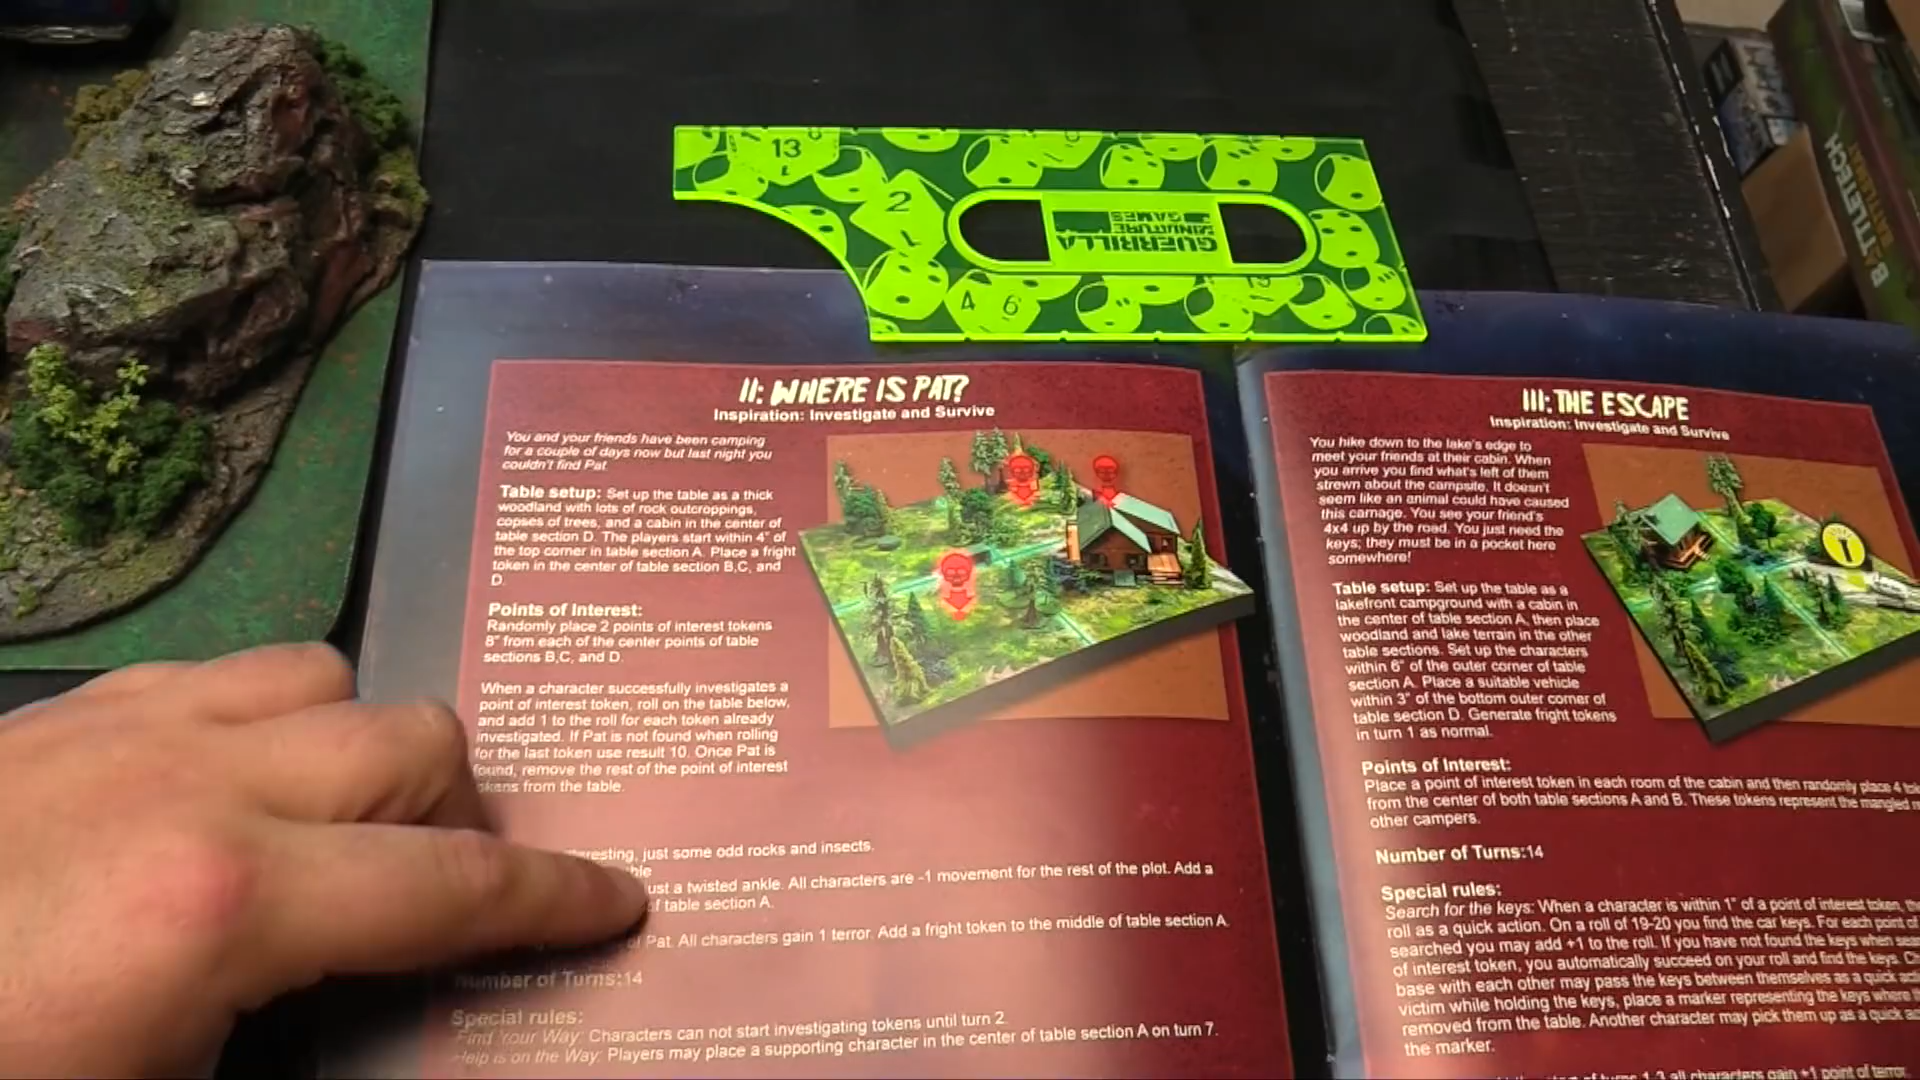 13
2
4 6
GUERRILLA
MINIATURE
GAMES
BATTLETECH
II: WHERE IS PAT?
Inspiration: Investigate and Survive
You and your friends have been camping
for a couple of days now but last night you
couldn't find Pat
Table setup: Set up the table as a thick
woodland with lots of rock outcroppings,
copses of trees, and a cabin in the center of
table section D. The players start within 4" of
the top corner in table section A. Place a fright
token in the center of table section B,C, and
D.
Points of Interest:
Randomly place 2 points of interest tokens
8" from each of the center points of table
sections B,C, and D.
When a character successfully investigates a
point of interest token, roll on the table below,
and add 1 to the roll for each token already
investigated. If Pat is not found when rolling
for the last token use result 10. Once Pat is
found, remove the rest of the point of interest
tokens from the table.
just some odd rocks and insects.
just a twisted ankle. All characters are -1 movement for the rest of the plot. Add a
of table section A.
of Pat. All characters gain 1 terror. Add a fright token to the middle of table section A.
Number of Turns:14
Special rules:
Find Your Way: Characters can not start investigating tokens until turn 2.
Help is on the Way: Players may place a supporting character in the center of table section A on turn 7.
III: THE ESCAPE
Inspiration: Investigate and Survive
You hike down to the lake's edge to
meet your friends at their cabin. When
you arrive you find what's left of them
strewn about the campsite. It doesn't
seem like an animal could have caused
this carnage. You see your friend's
4x4 up by the road. You just need the
keys; they must be in a pocket here
somewhere!
Table setup: Set up the table as a
lakefront campground with a cabin in
the center of table section A, then place
woodland and lake terrain in the other
table sections. Set up the characters
within 6" of the outer corner of table
section A. Place a suitable vehicle
within 3" of the bottom outer corner of
table section D. Generate fright tokens
in turn 1 as normal.
Points of Interest:
Place a point of interest token in each room of the cabin and then randomly place 4
from the center of both table sections A and B. These tokens represent the mangled
other campers.
Number of Turns:14
Special rules:
Search for the keys: When a character is within 1" of a point of interest token,
roll as a quick action. On a roll of 19-20 you find the car keys. For each point of
searched you may add +1 to the roll. If you have not found the keys when
of interest token, you automatically succeed on your roll and find the keys.
base with each other may pass the keys between themselves as a quick
victim while holding the keys, place a marker representing the keys where
removed from the table. Another character may pick them up as a quick
the marker.
of turns 1-3 all characters gain +1 point of terror.